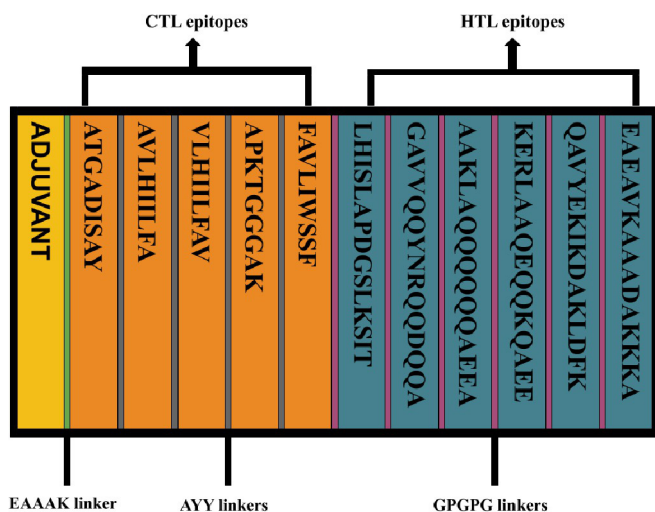 CTL epitopes
HTL epitopes
ADJUVANT
ATGADISAY
AVLHIILFA
VLHIILFAV
APKTGGGAK
FAVLIWSSF
LHISLAPDGSLKSIT
GAVVQQYNRQQDQQA
AAKLAQQQQQQAEEA
KERLAAQEQQKQAEE
QAVYEKIKDAKLDFK
EAEAVKAAADAKKKA
EAAAK linker
AYY linkers
GPGPG linkers